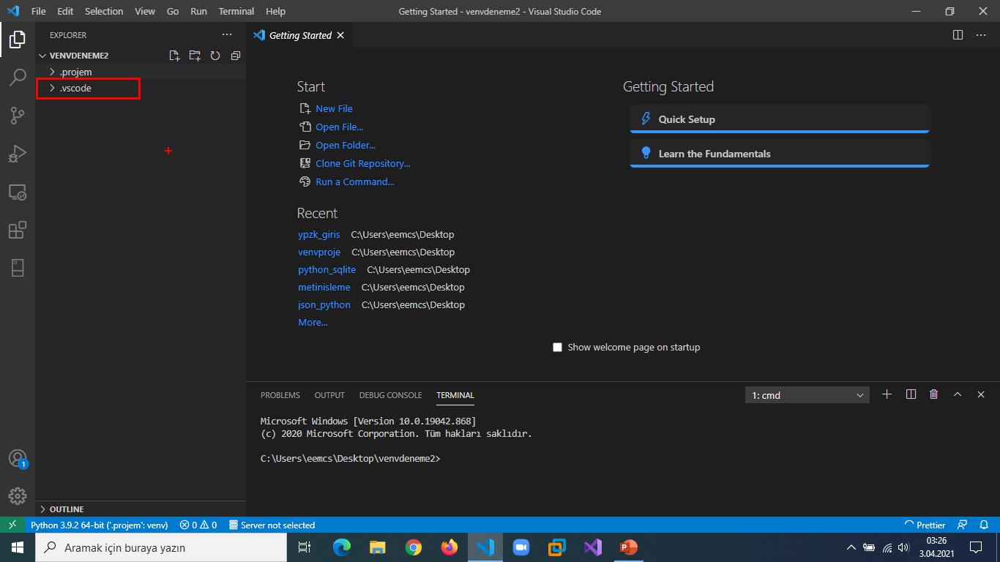 File Edit Selection View Go Run Terminal Help
Getting Started - venvdeneme2 - Visual Studio Code
EXPLORER
VENVDENEME2
.projem
.vscode
OUTLINE
Getting Started
Start
New File
Open File...
Open Folder...
Clone Git Repository...
Run a Command...
Recent
ypzk_giris C:\Users\eemcs\Desktop
venvproje C:\Users\eemcs\Desktop
python_sqlite C:\Users\eemcs\Desktop
metinisleme C:\Users\eemcs\Desktop
json_python C:\Users\eemcs\Desktop
More...
Getting Started
Quick Setup
Learn the Fundamentals
Show welcome page on startup
PROBLEMS OUTPUT DEBUG CONSOLE TERMINAL
1: cmd
Microsoft Windows [Version 10.0.19042.868]
(c) 2020 Microsoft Corporation. Tüm hakları saklıdır.
C:\Users\eemcs\Desktop\venvdeneme2>
1
Python 3.9.2 64-bit ('.projem': venv) 0 0 Server not selected Prettier
Aramak için buraya yazın
03:26
3.04.2021